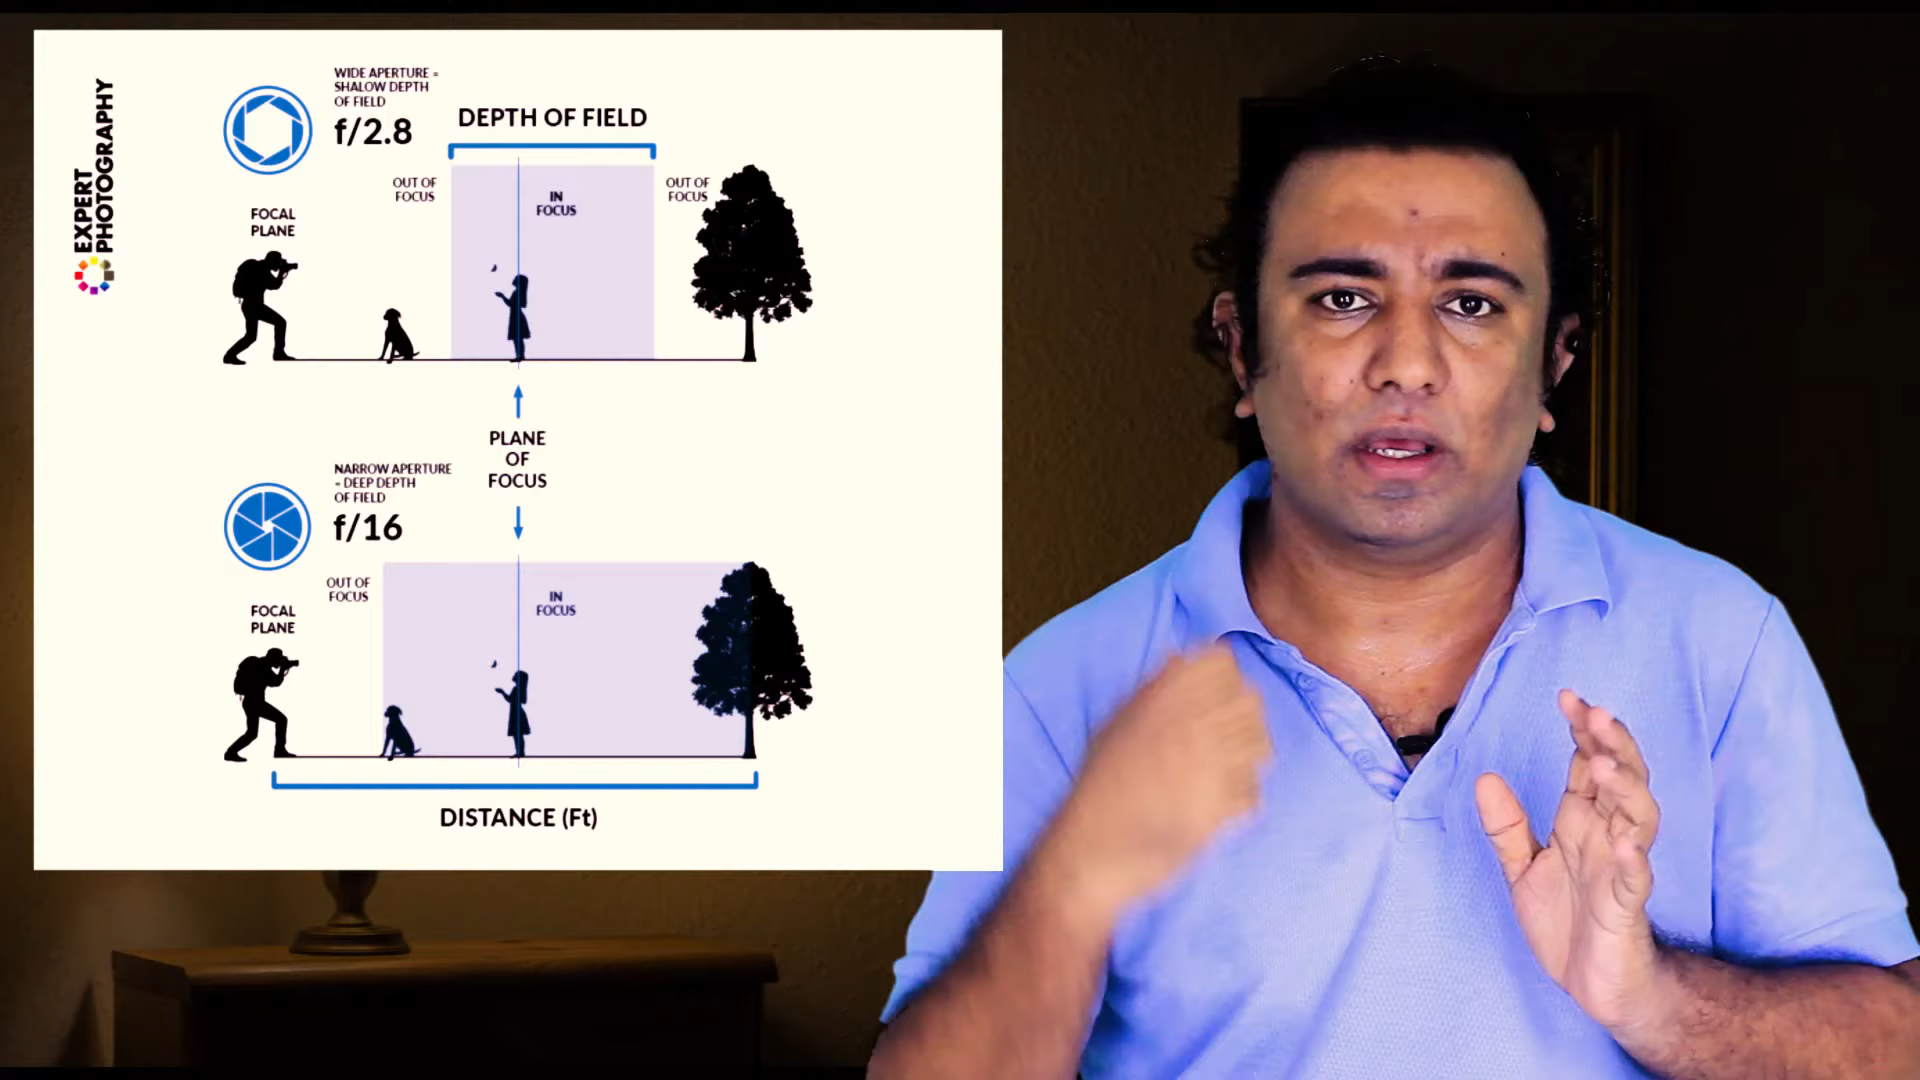 EXPERT
PHOTOGRAPHY
WIDE APERTURE =
SHALOW DEPTH
OF FIELD
f/2.8
DEPTH OF FIELD
OUT OF
FOCUS
IN
FOCUS
OUT OF
FOCUS
FOCAL
PLANE
PLANE
OF
FOCUS
NARROW APERTURE
= DEEP DEPTH
OF FIELD
f/16
OUT OF
FOCUS
IN
FOCUS
FOCAL
PLANE
DISTANCE (Ft)